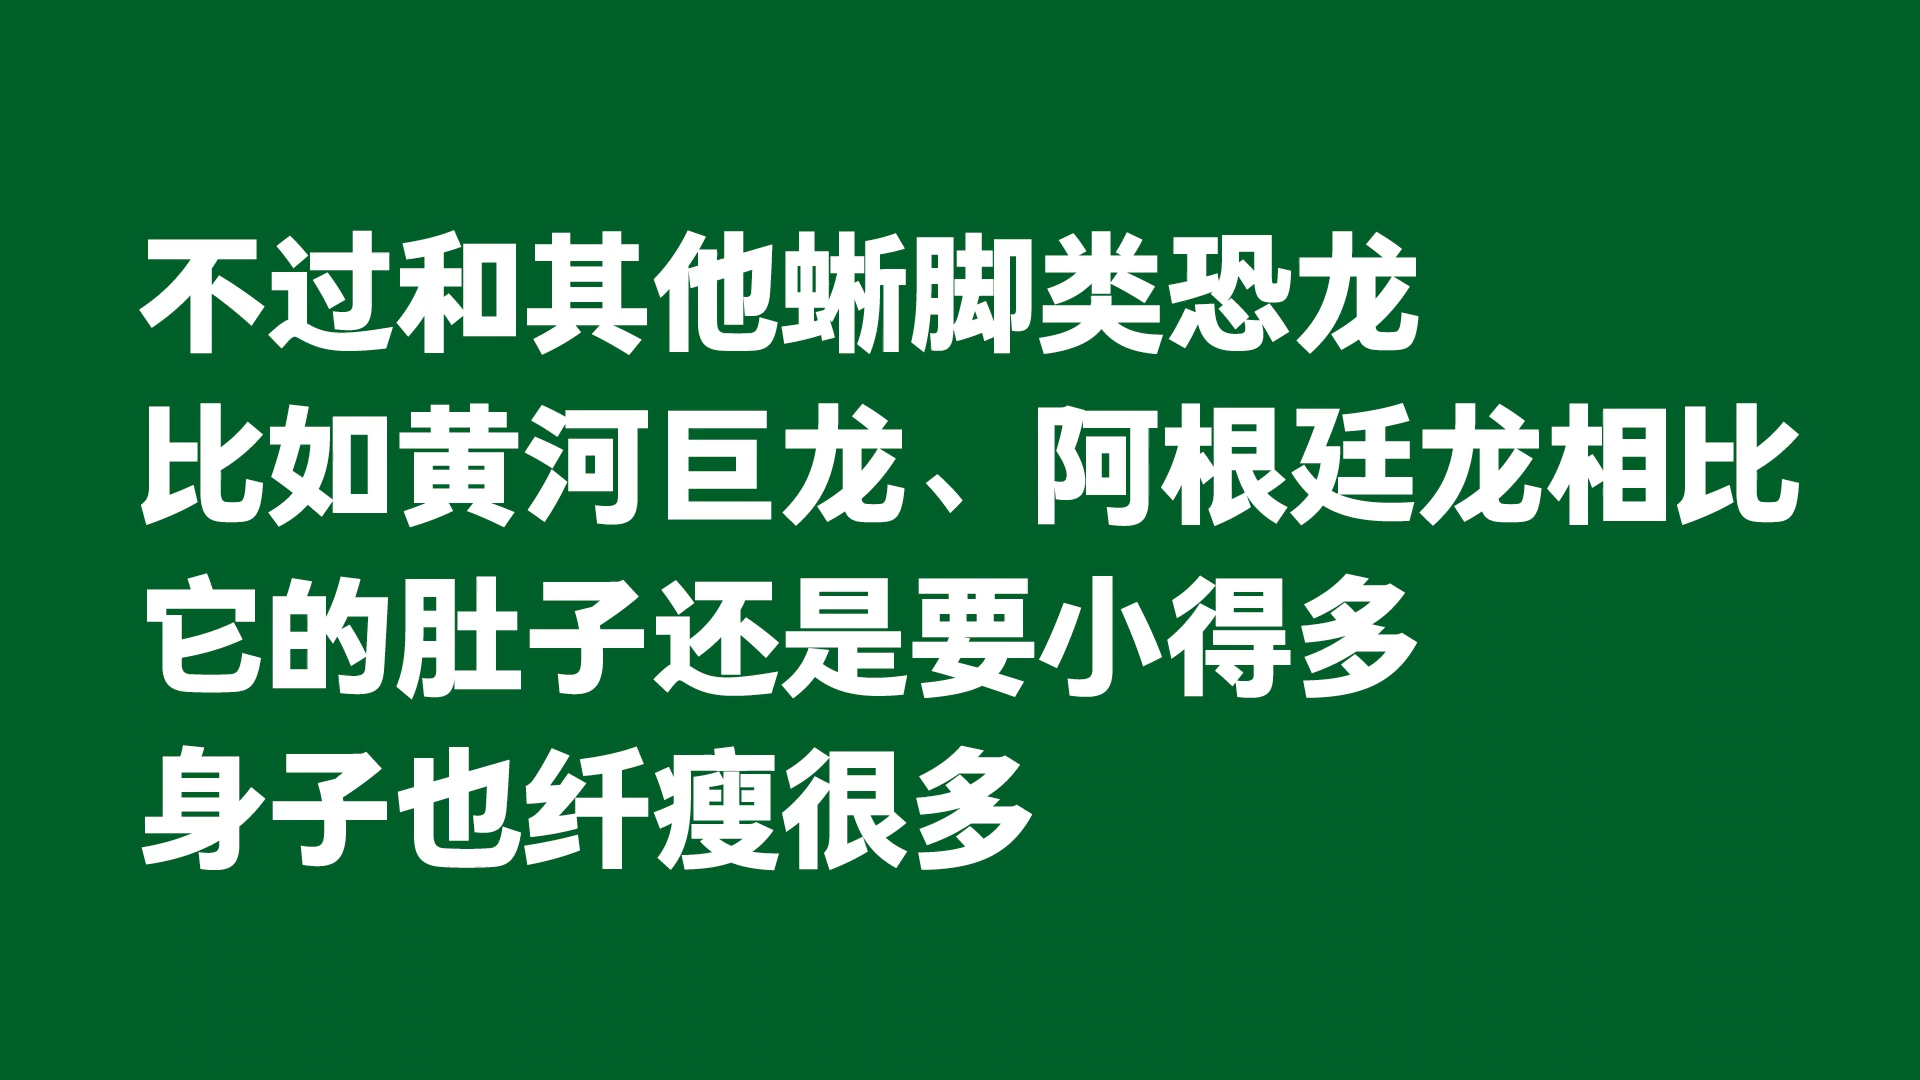 不过和其他蜥脚类恐龙
比如黄河巨龙、阿根廷龙相比
它的肚子还是要小得多
身子也纤瘦很多